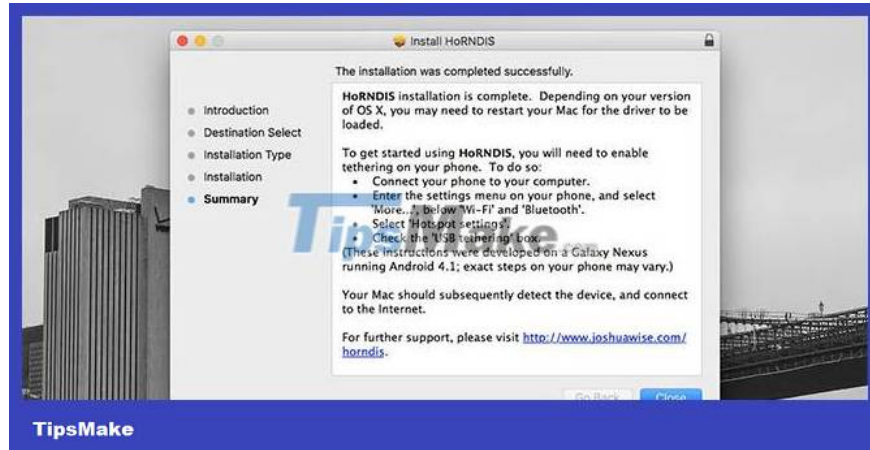 Install HoRNDIS
The installation was completed successfully.
Introduction
Destination Select
Installation Type
Installation
Summary
HoRNDIS installation is complete. Depending on your version
of OS X, you may need to restart your Mac for the driver to be
loaded.
To get started using HoRNDIS, you will need to enable
tethering on your phone. To do so:
• Connect your phone to your computer.
• Enter the settings menu on your phone, and select
'More...', below 'Wi-Fi' and 'Bluetooth'.
• Select 'Hotspot settings'.
• Check the 'USB tethering' box.
(These instructions were developed on a Galaxy Nexus
running Android 4.1; exact steps on your phone may vary.)
Your Mac should subsequently detect the device, and connect
to the Internet.
For further support, please visit http://www.joshuawise.com/
horndis.
TipsMake
Go Back
Close
TipsMake